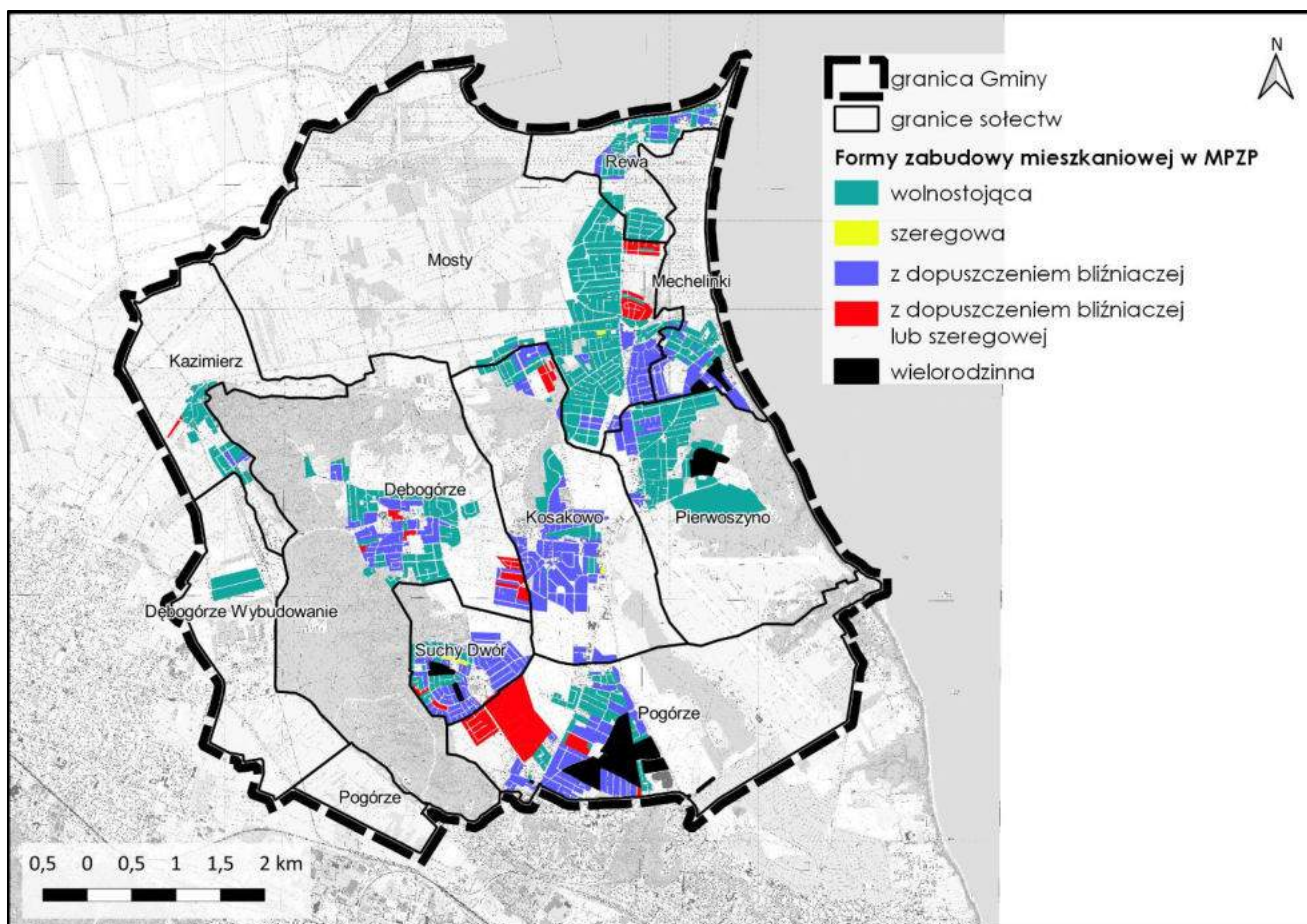 N
granica Gminy
granice sołectw
Formy zabudowy mieszkaniowej w MPZP
wolnostojąca
szeregowa
z dopuszczeniem bliźniaczej
z dopuszczeniem bliźniaczej
lub szeregowej
wielorodzinna
Rewa
Mosty
Mechelinki
Kazimierz
Dębogórze
Kosakowo
Pierwoszyno
Dębogórze Wybudowanie
Suchy Dwór
Pogórze
Pogórze
0,5 0 0,5 1 1,5 2 km